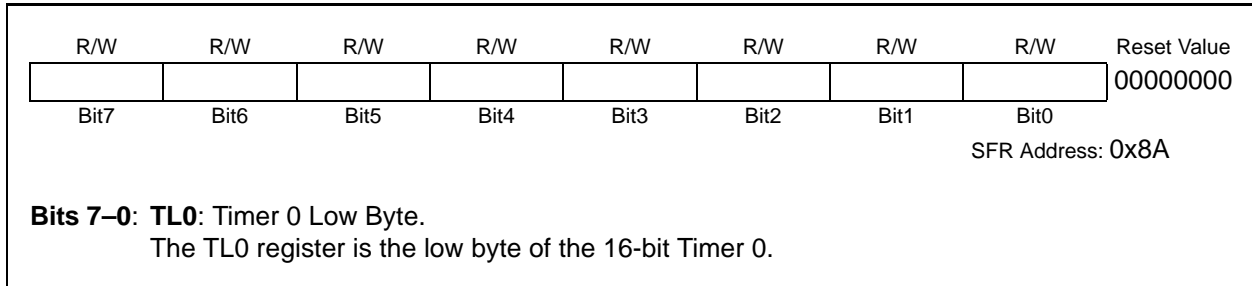 R/W R/W R/W R/W R/W R/W R/W R/W Reset Value
00000000
Bit7 Bit6 Bit5 Bit4 Bit3 Bit2 Bit1 Bit0
SFR Address: 0x8A
Bits 7–0: TL0: Timer 0 Low Byte.
The TL0 register is the low byte of the 16-bit Timer 0.